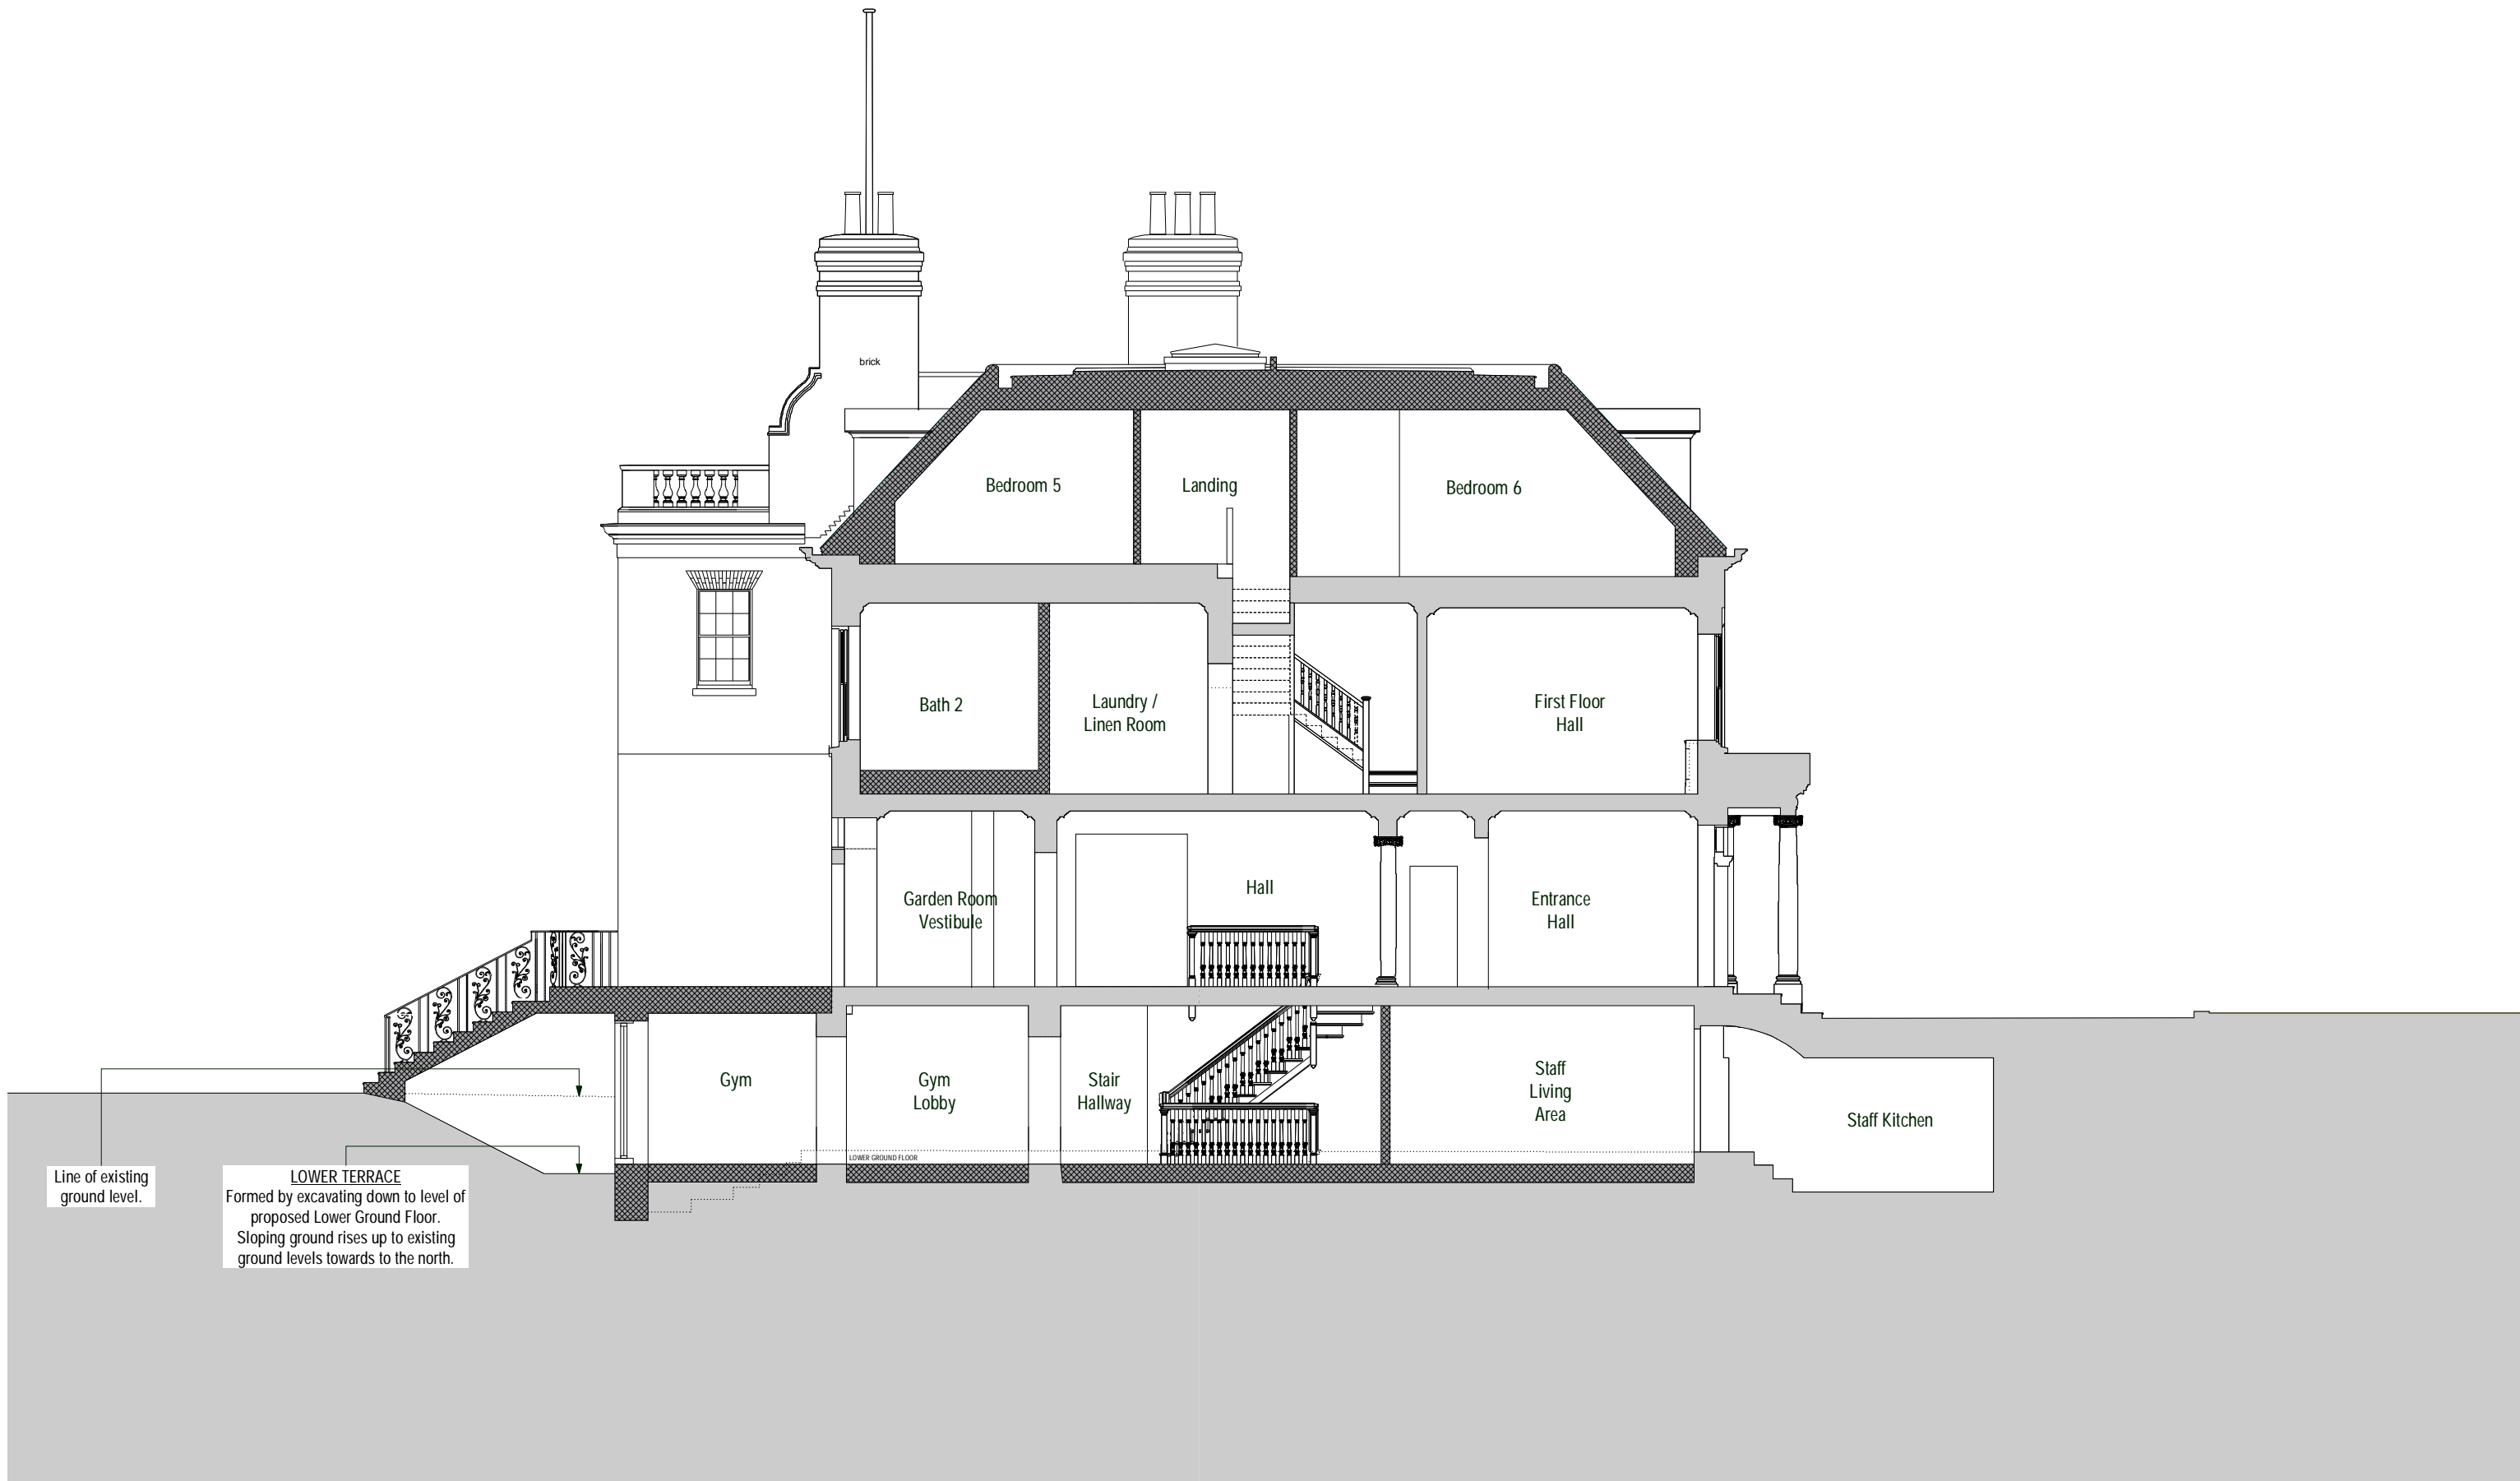 brick
Bedroom 5
Landing
Bedroom 6
Bath 2
Laundry /
Linen Room
First Floor
Hall
Garden Room
Vestibule
Hall
Entrance
Hall
Gym
Gym
Lobby
Stair
Hallway
Staff
Living
Area
Staff Kitchen
LOWER GROUND FLOOR
Line of existing
ground level.
LOWER TERRACE
Formed by excavating down to level of
proposed Lower Ground Floor.
Sloping ground rises up to existing
ground levels towards to the north.